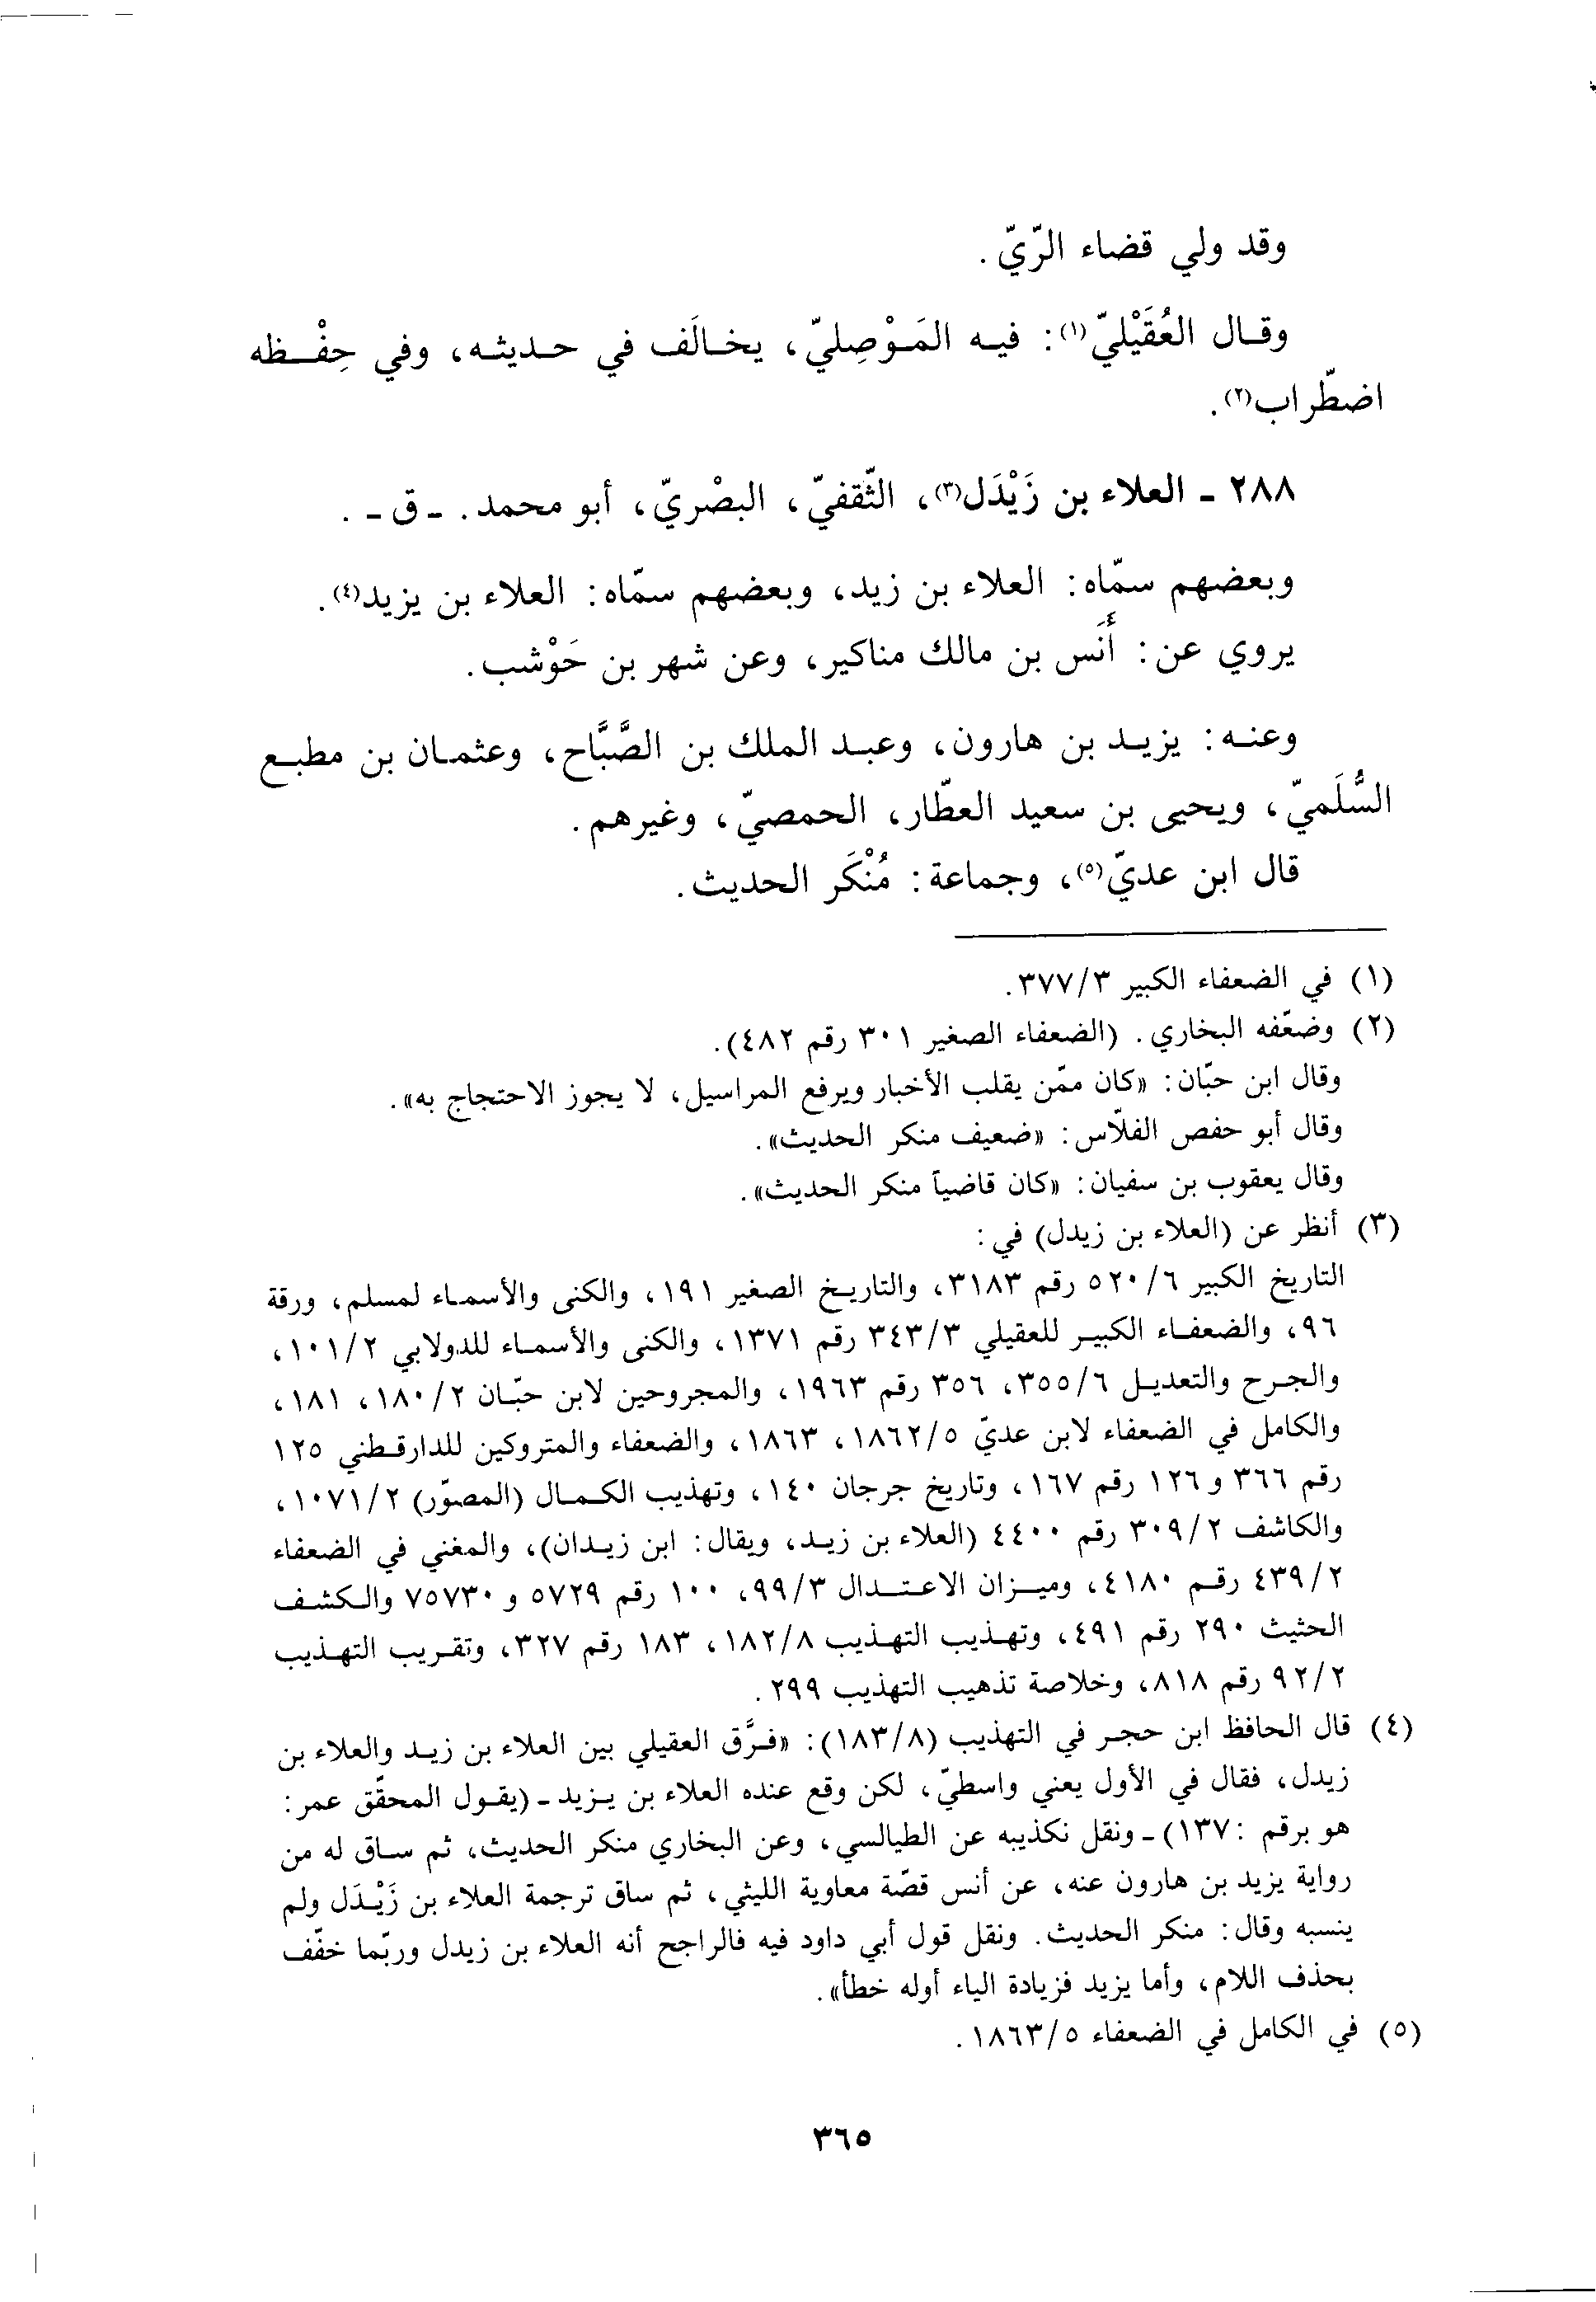 وقد ولي قضاء الرّيّ.
وقال العُقَيْليّ(١): فيه المَوْصِليّ، يخالَف في حديثه، وفي حِفْظه
اضطّراب(٢).
٢٨٨ - العلاء بن زَيْدَل(٣)، الثّقفيّ، البصْريّ، أبو محمد. - ق - .
وبعضهم سمّاه: العلاء بن زيد، وبعضهم سمّاه: العلاء بن يزيد(٤).
يروي عن: أَنَس بن مالك مناكير، وعن شهر بن حَوْشب.
وعنه: يزيد بن هارون، وعبد الملك بن الصَّبَّاح، وعثمان بن مطبع
السُّلَميّ، ويحيى بن سعيد العطّار، الحمصيّ، وغيرهم.
قال ابن عديّ(٥)، وجماعة: مُنْكَر الحديث.
(١) في الضعفاء الكبير ٣/٣٧٧.
(٢) وضعّفه البخاري. (الضعفاء الصغير ٣٠١ رقم ٤٨٢).
وقال ابن حبّان: «كان ممّن يقلب الأخبار ويرفع المراسيل، لا يجوز الاحتجاج به».
وقال أبو حفص الفلّاس: «ضعيف منكر الحديث».
وقال يعقوب بن سفيان: «كان قاضياً منكر الحديث».
(٣) أنظر عن (العلاء بن زيدل) في:
التاريخ الكبير ٦/٥٢٠ رقم ٣١٨٣، والتاريخ الصغير ١٩١، والكنى والأسماء لمسلم، ورقة
٩٦، والضعفاء الكبير للعقيلي ٣/٣٤٣ رقم ١٣٧١، والكنى والأسماء للدولابي ٢/١٠١،
والجرح والتعديل ٦/٣٥٥، ٣٥٦ رقم ١٩٦٣، والمجروحين لابن حبّان ٢/١٨٠، ١٨١،
والكامل في الضعفاء لابن عديّ ٥/١٨٦٢، ١٨٦٣، والضعفاء والمتروكين للدارقطني ١٢٥
رقم ٣٦٦ و ١٢٦ رقم ١٦٧، وتاريخ جرجان ١٤٠، وتهذيب الكمال (المصوّر) ٢/١٠٧١،
والكاشف ٢/٣٠٩ رقم ٤٤٠٠ (العلاء بن زيد، ويقال: ابن زيدان)، والمغني في الضعفاء
٢/٤٣٩ رقم ٤١٨٠، وميزان الاعتدال ٣/٩٩، ١٠٠ رقم ٥٧٢٩ و ٧٥٧٣٠ والكشف
الحثيث ٢٩٠ رقم ٤٩١، وتهذيب التهذيب ٨/١٨٢، ١٨٣ رقم ٣٢٧، وتقريب التهذيب
٢/٩٢ رقم ٨١٨، وخلاصة تذهيب التهذيب ٢٩٩.
(٤) قال الحافظ ابن حجر في التهذيب (٨/١٨٣): «فرَّق العقيلي بين العلاء بن زيد والعلاء بن
زيدل، فقال في الأول يعني واسطيّ، لكن وقع عنده العلاء بن يزيد - (يقول المحقّق عمر:
هو برقم : ١٣٧) - ونقل نكذيبه عن الطيالسي، وعن البخاري منكر الحديث، ثم ساق له من
رواية يزيد بن هارون عنه، عن أنس قصّة معاوية الليثي، ثم ساق ترجمة العلاء بن زَيْدَل ولم
ينسبه وقال: منكر الحديث. ونقل قول أبي داود فيه فالراجح أنه العلاء بن زيدل وربّما خفّف
بحذف اللام، وأما يزيد فزيادة الياء أوله خطأ».
(٥) في الكامل في الضعفاء ٥/١٨٦٣.
٣٦٥